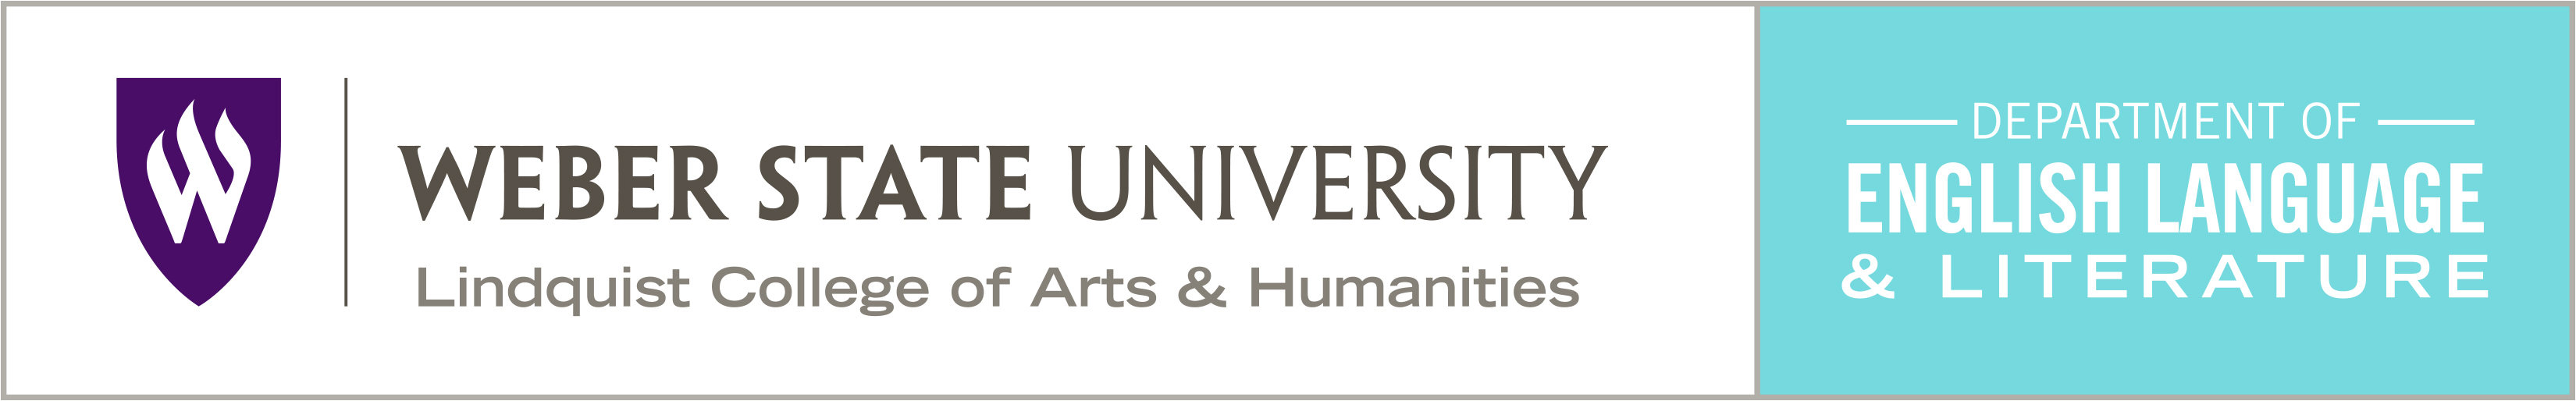 WEBER STATE UNIVERSITY
Lindquist College of Arts & Humanities
DEPARTMENT OF
ENGLISH LANGUAGE
& LITERATURE